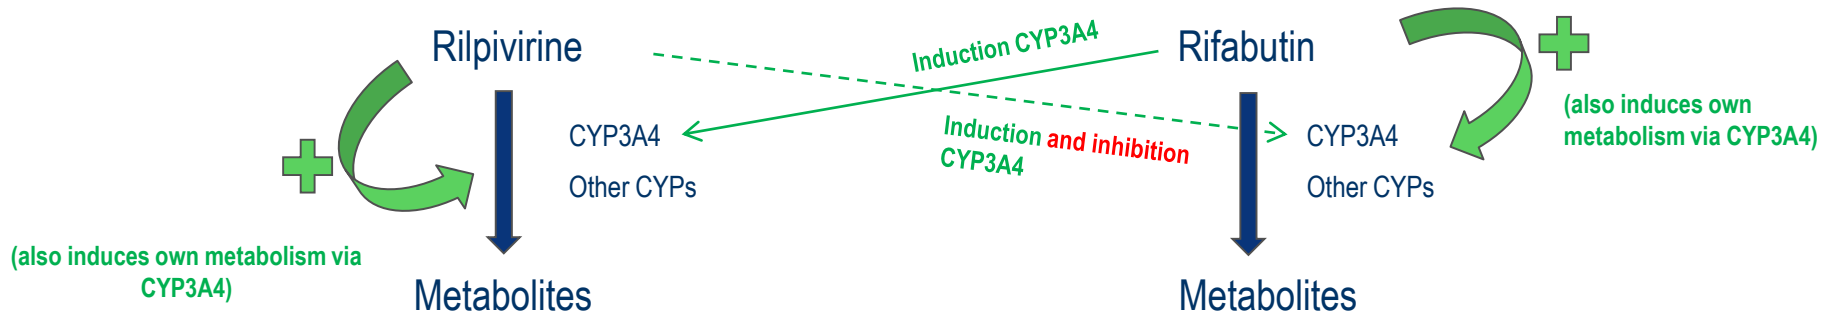 Rilpivirine
Induction CYP3A4
Rifabutin
(also induces own
metabolism via CYP3A4)
CYP3A4
Other CYPs
Induction and inhibition
CYP3A4
CYP3A4
Other CYPs
(also induces own metabolism via
CYP3A4)
Metabolites
Metabolites